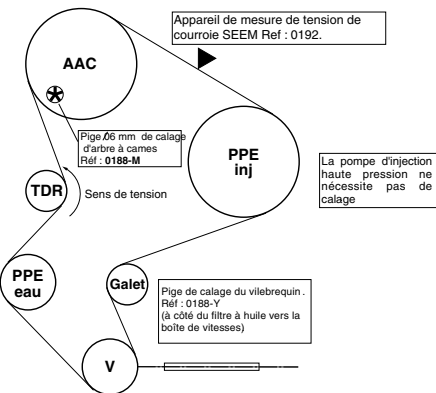 Appareil de mesure de tension de
courroie SEEM Ref : 0192.
AAC
Pige Ø6 mm de calage
d'arbre à cames
Réf : 0188-M
PPE
inj
La pompe d'injection
haute pression ne
nécessite pas de
calage
TDR
Sens de tension
PPE
eau
Galet
Pige de calage du vilebrequin .
Réf : 0188-Y
(à côté du filtre à huile vers la
boîte de vitesses)
V